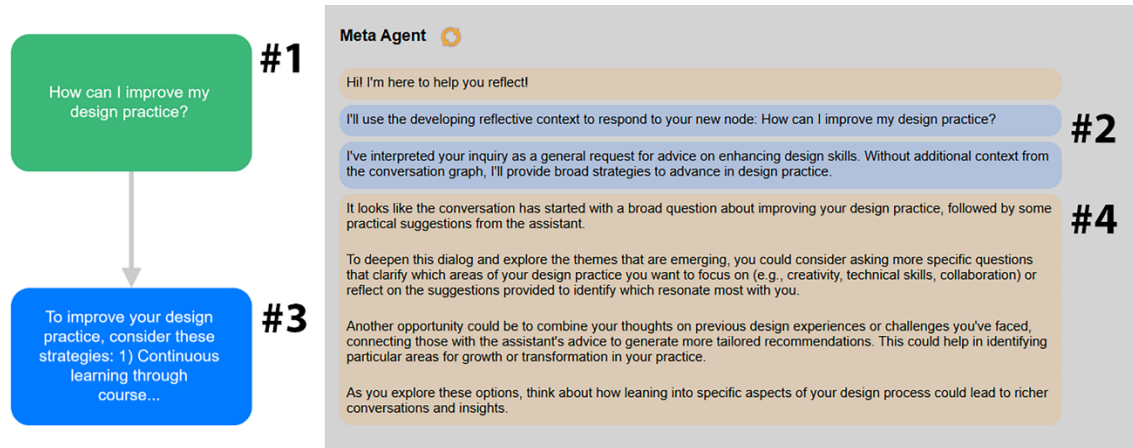 #1
How can I improve my
design practice?
#3
To improve your design
practice, consider these
strategies: 1) Continuous
learning through
course...
Meta Agent
Hi! I'm here to help you reflect!
I'll use the developing reflective context to respond to your new node: How can I improve my design practice?
#2
I've interpreted your inquiry as a general request for advice on enhancing design skills. Without additional context from
the conversation graph, I'll provide broad strategies to advance in design practice.
It looks like the conversation has started with a broad question about improving your design practice, followed by some
practical suggestions from the assistant.
#4
To deepen this dialog and explore the themes that are emerging, you could consider asking more specific questions
that clarify which areas of your design practice you want to focus on (e.g., creativity, technical skills, collaboration) or
reflect on the suggestions provided to identify which resonate most with you.
Another opportunity could be to combine your thoughts on previous design experiences or challenges you've faced,
connecting those with the assistant's advice to generate more tailored recommendations. This could help in identifying
particular areas for growth or transformation in your practice.
As you explore these options, think about how leaning into specific aspects of your design process could lead to richer
conversations and insights.